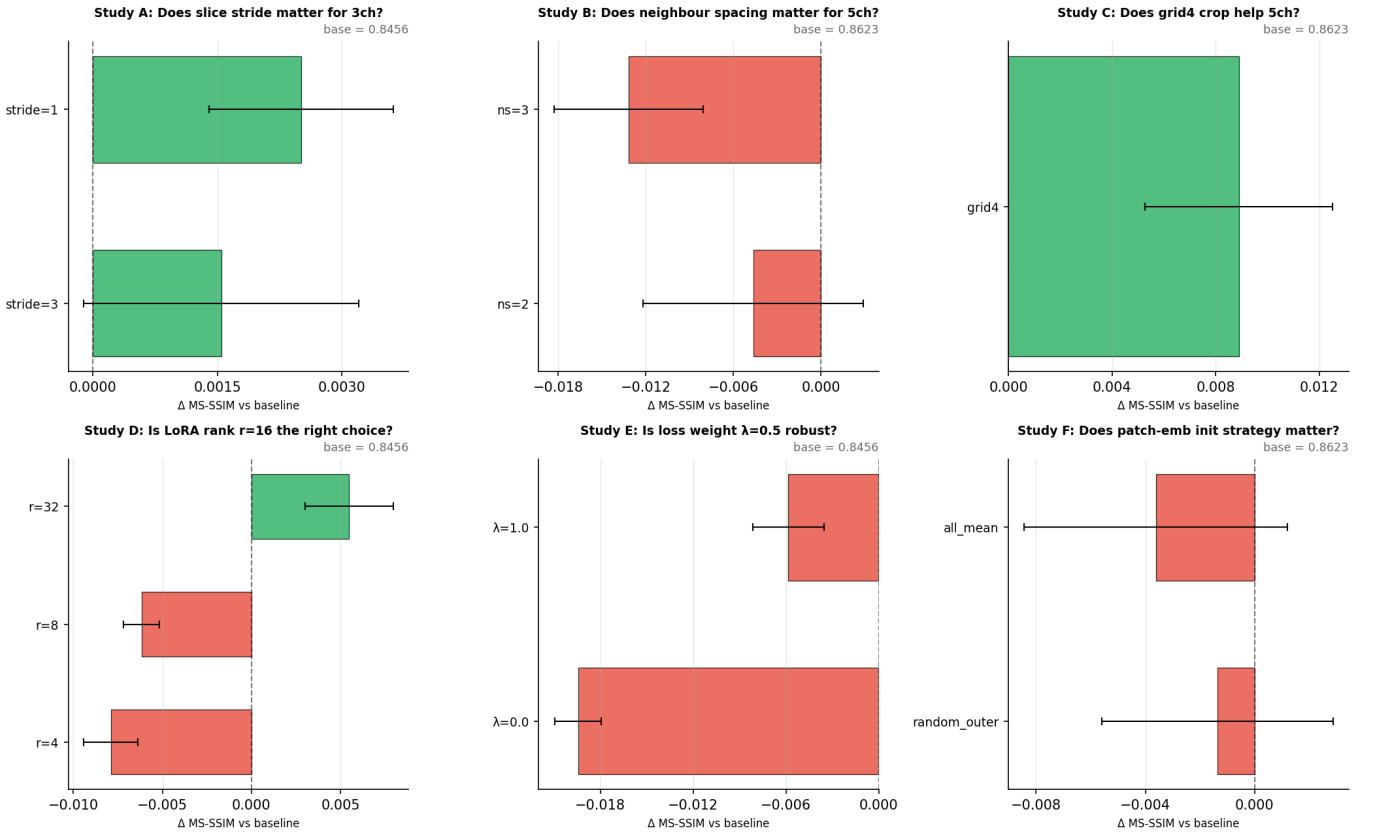 Study A: Does slice stride matter for 3ch?
base = 0.8456
stride=1
stride=3
0.0000 0.0015 0.0030
Δ MS-SSIM vs baseline
Study B: Does neighbour spacing matter for 5ch?
base = 0.8623
ns=3
ns=2
−0.018 −0.012 −0.006 0.000
Δ MS-SSIM vs baseline
Study C: Does grid4 crop help 5ch?
base = 0.8623
grid4
0.000 0.004 0.008 0.012
Δ MS-SSIM vs baseline
Study D: Is LoRA rank r=16 the right choice?
base = 0.8456
r=32
r=8
r=4
−0.010 −0.005 0.000 0.005
Δ MS-SSIM vs baseline
Study E: Is loss weight λ=0.5 robust?
base = 0.8456
λ=1.0
λ=0.0
−0.018 −0.012 −0.006 0.000
Δ MS-SSIM vs baseline
Study F: Does patch-emb init strategy matter?
base = 0.8623
all_mean
random_outer
−0.008 −0.004 0.000
Δ MS-SSIM vs baseline